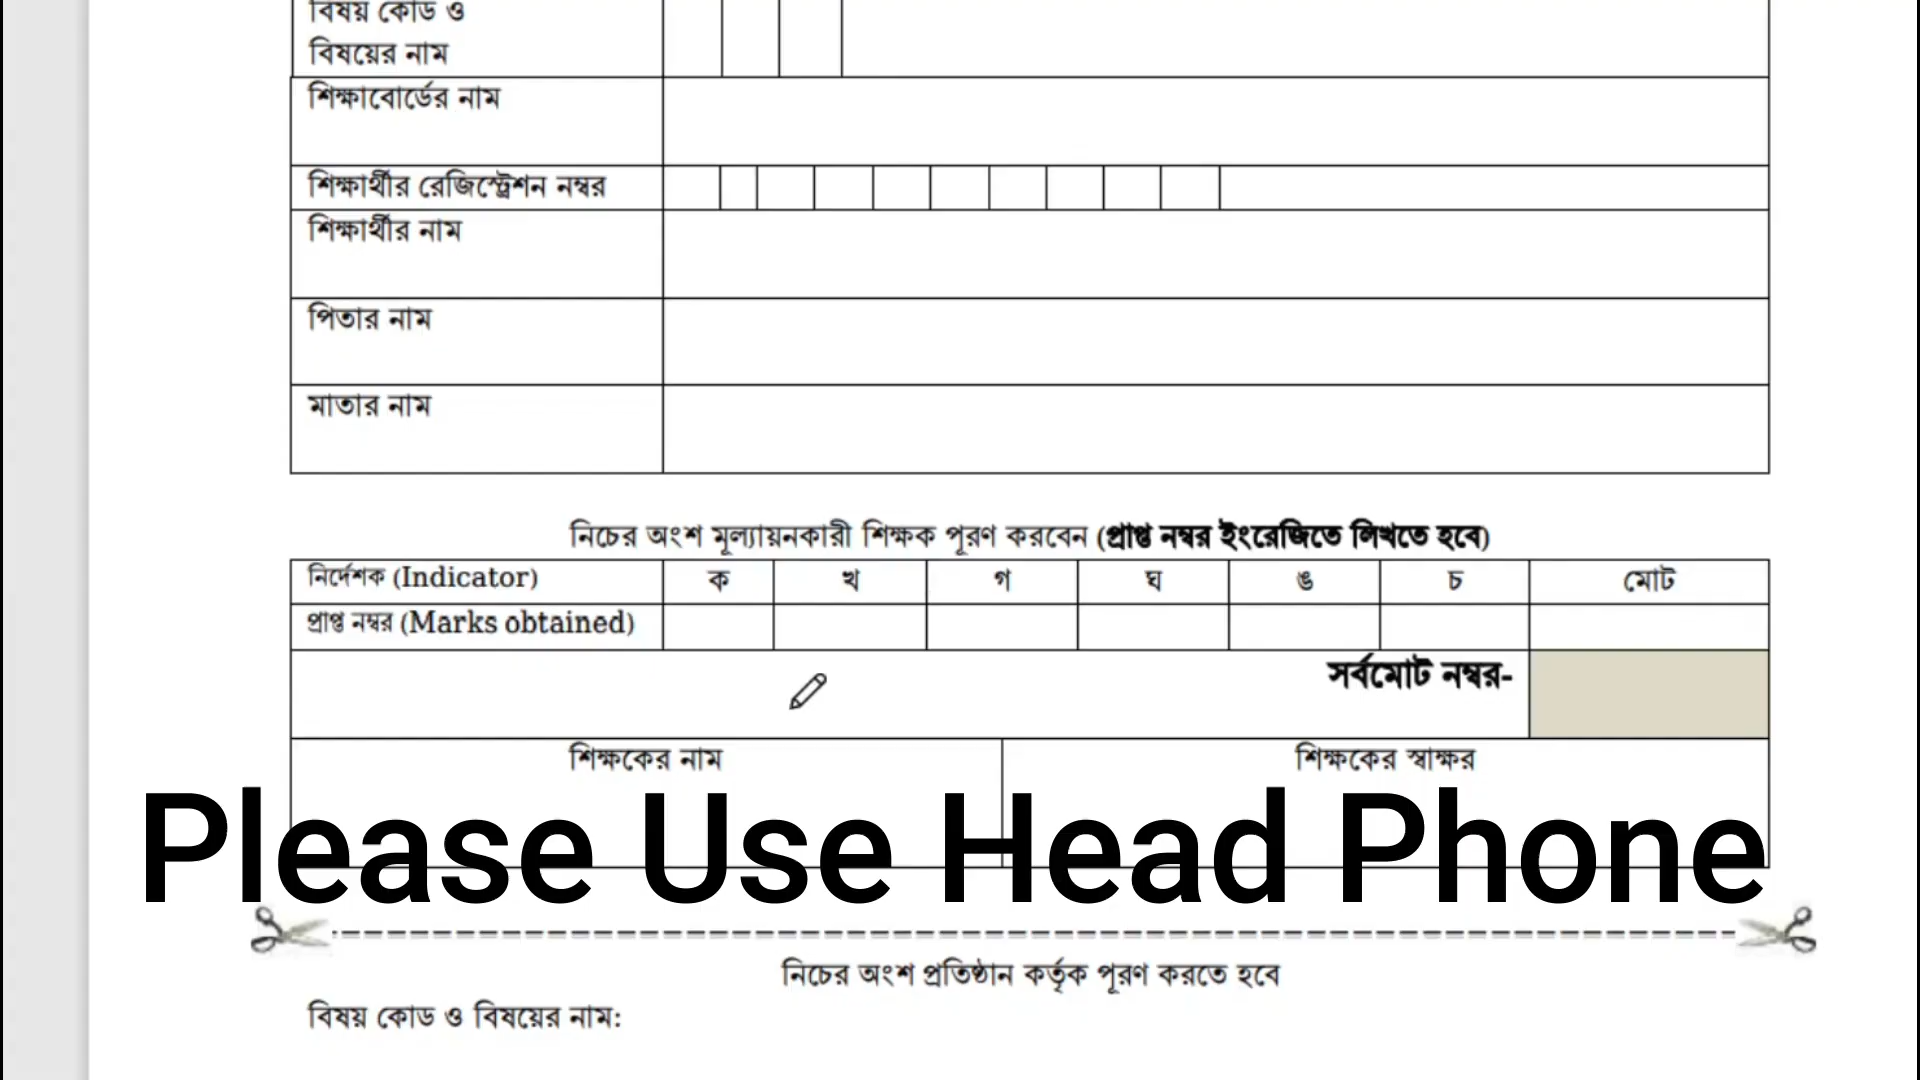 বিষয় কোড ও
বিষয়ের নাম
শিক্ষাবোর্ডের নাম
শিক্ষার্থীর রেজিস্ট্রেশন নম্বর
শিক্ষার্থীর নাম
পিতার নাম
মাতার নাম
নিচের অংশ মূল্যায়নকারী শিক্ষক পূরণ করবেন (প্রাপ্ত নম্বর ইংরেজিতে লিখতে হবে)
নির্দেশক (Indicator) ক খ গ ঘ ঙ চ মোট
প্রাপ্ত নম্বর (Marks obtained)
সর্বমোট নম্বর-
শিক্ষকের নাম শিক্ষকের স্বাক্ষর
Please Use Head Phone
নিচের অংশ প্রতিষ্ঠান কর্তৃক পূরণ করতে হবে
বিষয় কোড ও বিষয়ের নাম: